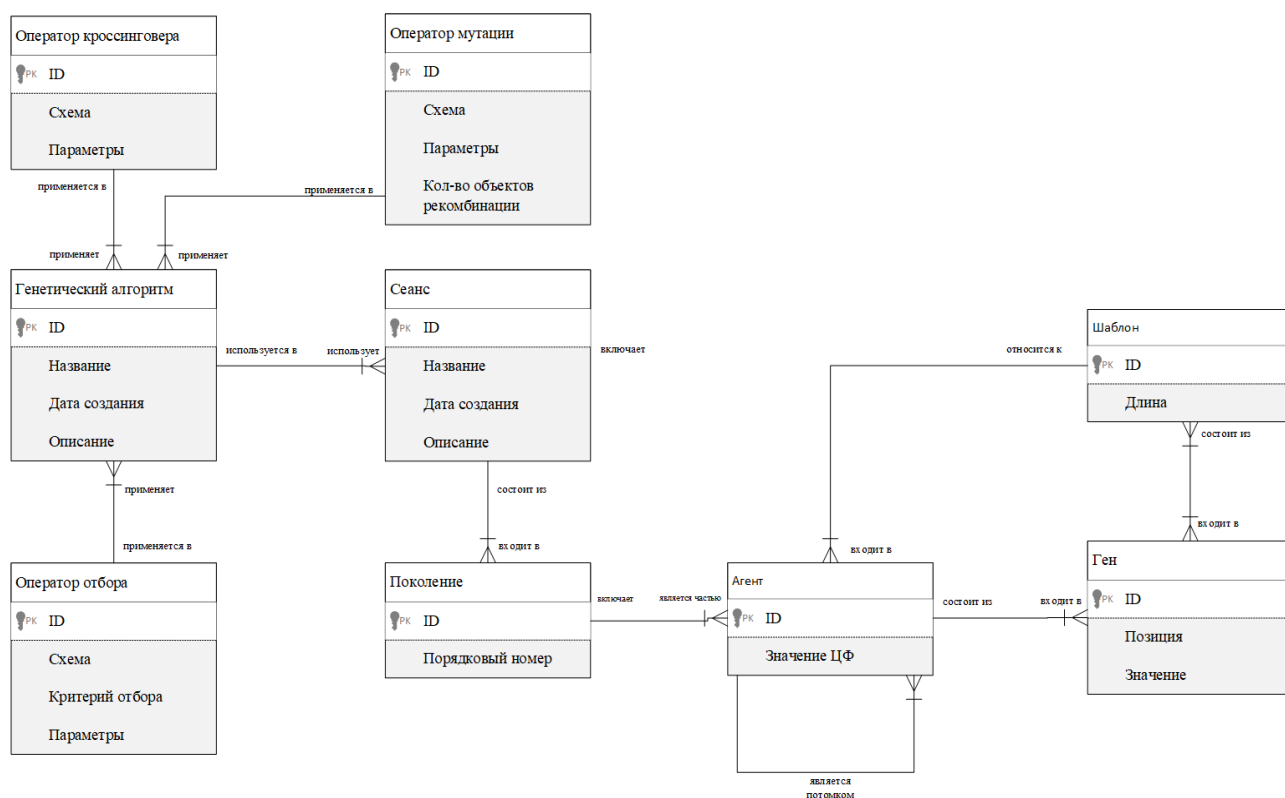 Оператор кроссинговера
PK ID
Схема
Параметры
Оператор мутации
PK ID
Схема
Параметры
Кол-во объектов
рекомбинации
применяется в
применяется в
применяет
применяет
Генетический алгоритм
PK ID
Название
Дата создания
Описание
используется в
использует
Сеанс
PK ID
Название
Дата создания
Описание
включает
относится к
Шаблон
PK ID
Длина
состоит из
применяет
состоит из
применяется в
входит в
входит в
входит в
Оператор отбора
PK ID
Схема
Критерий отбора
Параметры
Поколение
PK ID
Порядковый номер
включает
является частью
Агент
PK ID
Значение ЦФ
состоит из
входит в
Ген
PK ID
Позиция
Значение
является
потомком